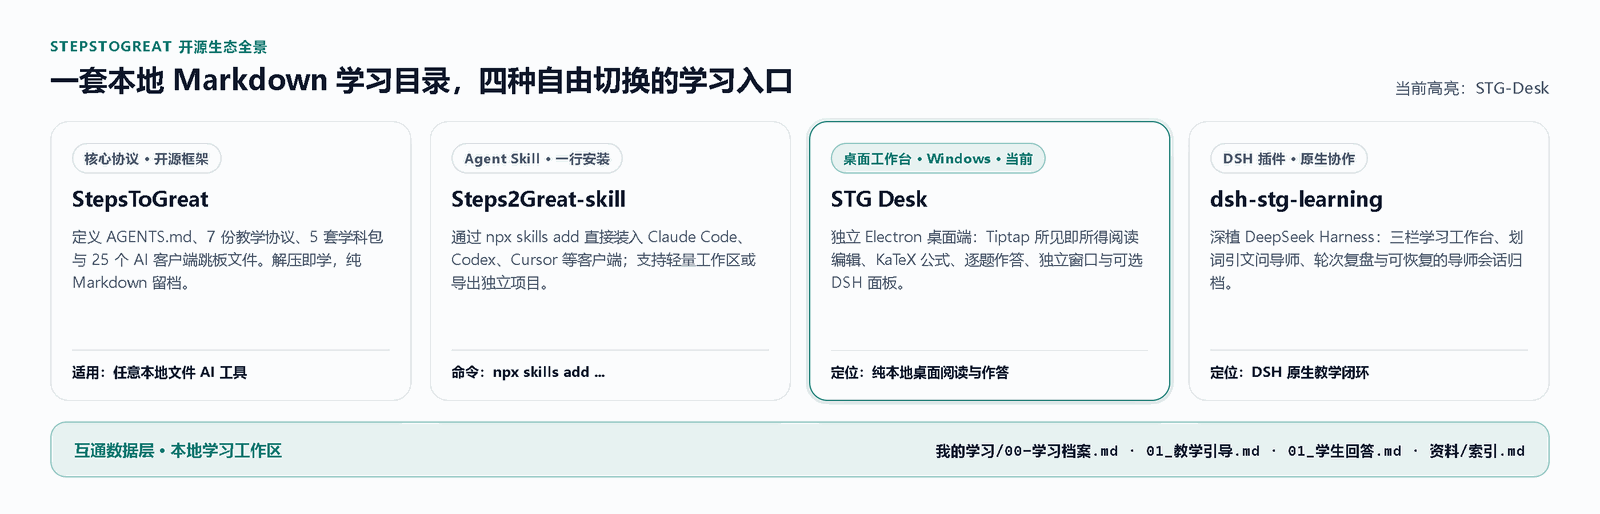 STEPSTOGREAT 开源生态全景
一套本地 Markdown 学习目录，四种自由切换的学习入口
当前高亮：STG-Desk
核心协议 • 开源框架
StepsToGreat
定义 AGENTS.md、7 份教学协议、5 套学科包
与 25 个 AI 客户端跳板文件。解压即学，纯
Markdown 留档。
适用：任意本地文件 AI 工具
Agent Skill • 一行安装
Steps2Great-skill
通过 npx skills add 直接装入 Claude Code、
Codex、Cursor 等客户端；支持轻量工作区或
导出独立项目。
命令：npx skills add ...
桌面工作台 • Windows • 当前
STG Desk
独立 Electron 桌面端：Tiptap 所见即所得阅读
编辑、KaTeX 公式、逐题作答、独立窗口与可选
DSH 面板。
定位：纯本地桌面阅读与作答
DSH 插件 • 原生协作
dsh-stg-learning
深植 DeepSeek Harness：三栏学习工作台、划
词引文问导师、轮次复盘与可恢复的导师会话归
档。
定位：DSH 原生教学闭环
互通数据层 • 本地学习工作区
我的学习/00-学习档案.md · 01_教学引导.md · 01_学生回答.md · 资料/索引.md